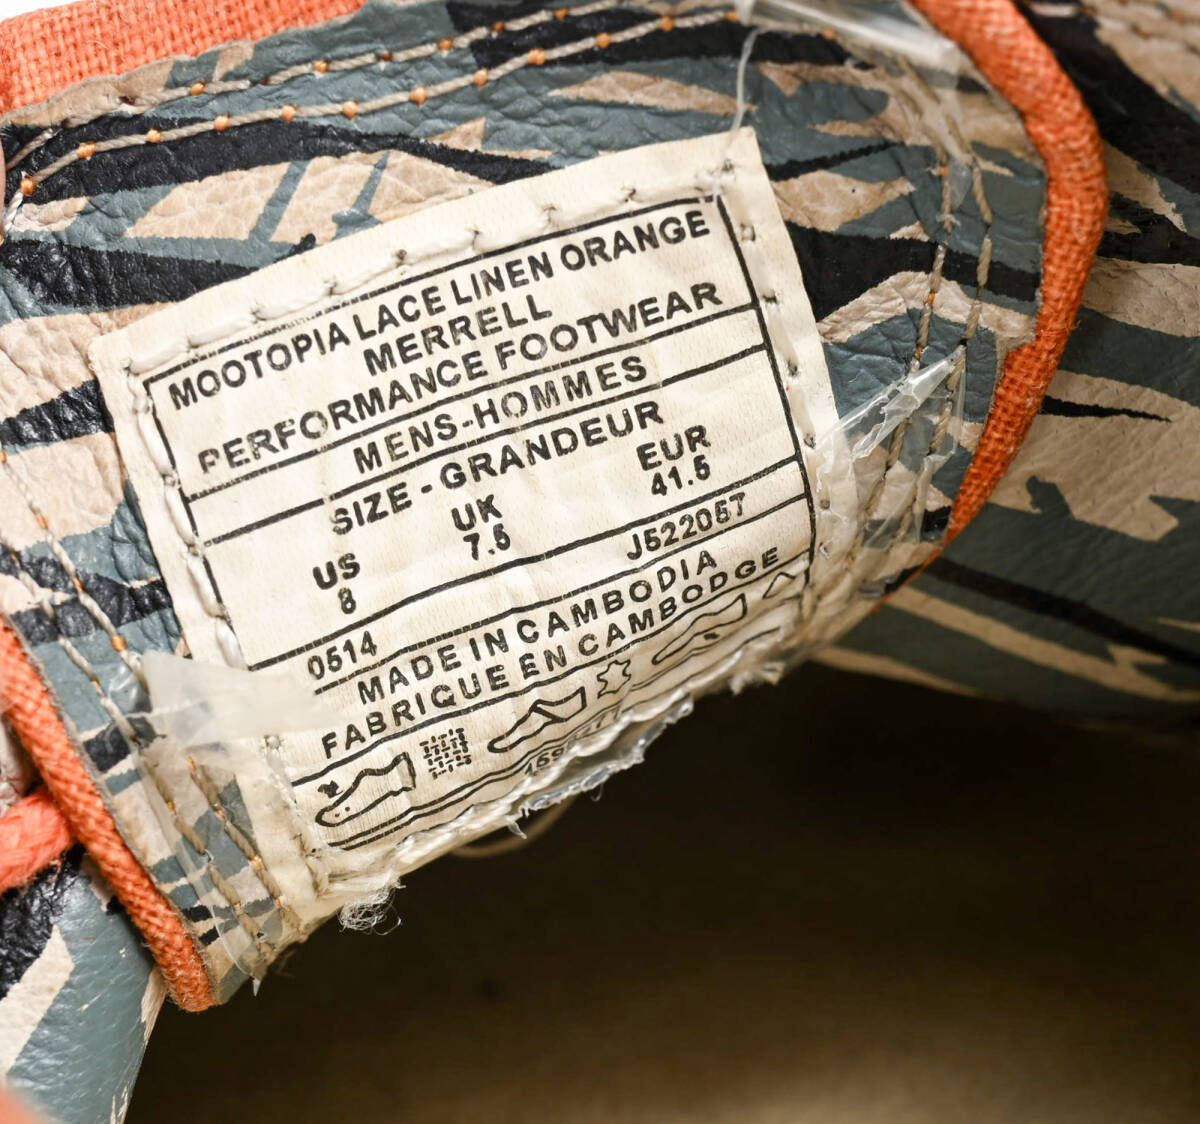 MOOTOPIA LACE LINEN ORANGE
MERRELL
PERFORMANCE FOOTWEAR
MENS-HOMMES
SIZE - GRANDEUR
US UK EUR
8 7.5 41.5
0514 J522057
MADE IN CAMBODIA
FABRIQUE EN CAMBODGE